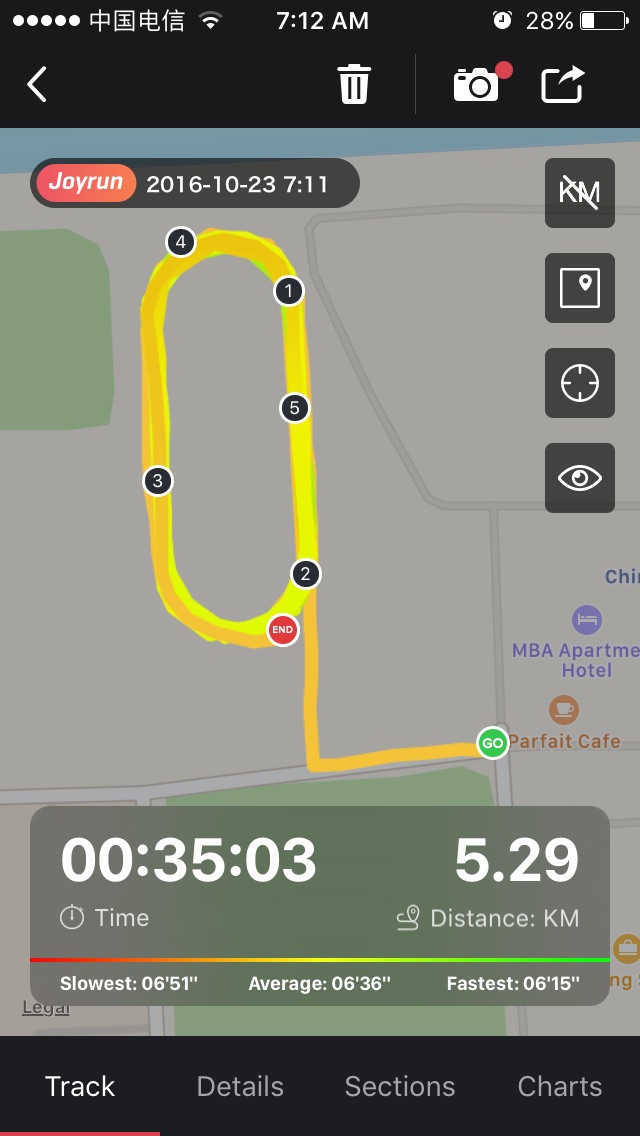 中国电信 7:12 AM 28%
Joyrun 2016-10-23 7:11
KM
4
1
5
3
2
END
MBA Apartme
Hotel
GO
Parfait Cafe
00:35:03 5.29
Time Distance: KM
Slowest: 06'51" Average: 06'36" Fastest: 06'15"
Legal
Track Details Sections Charts